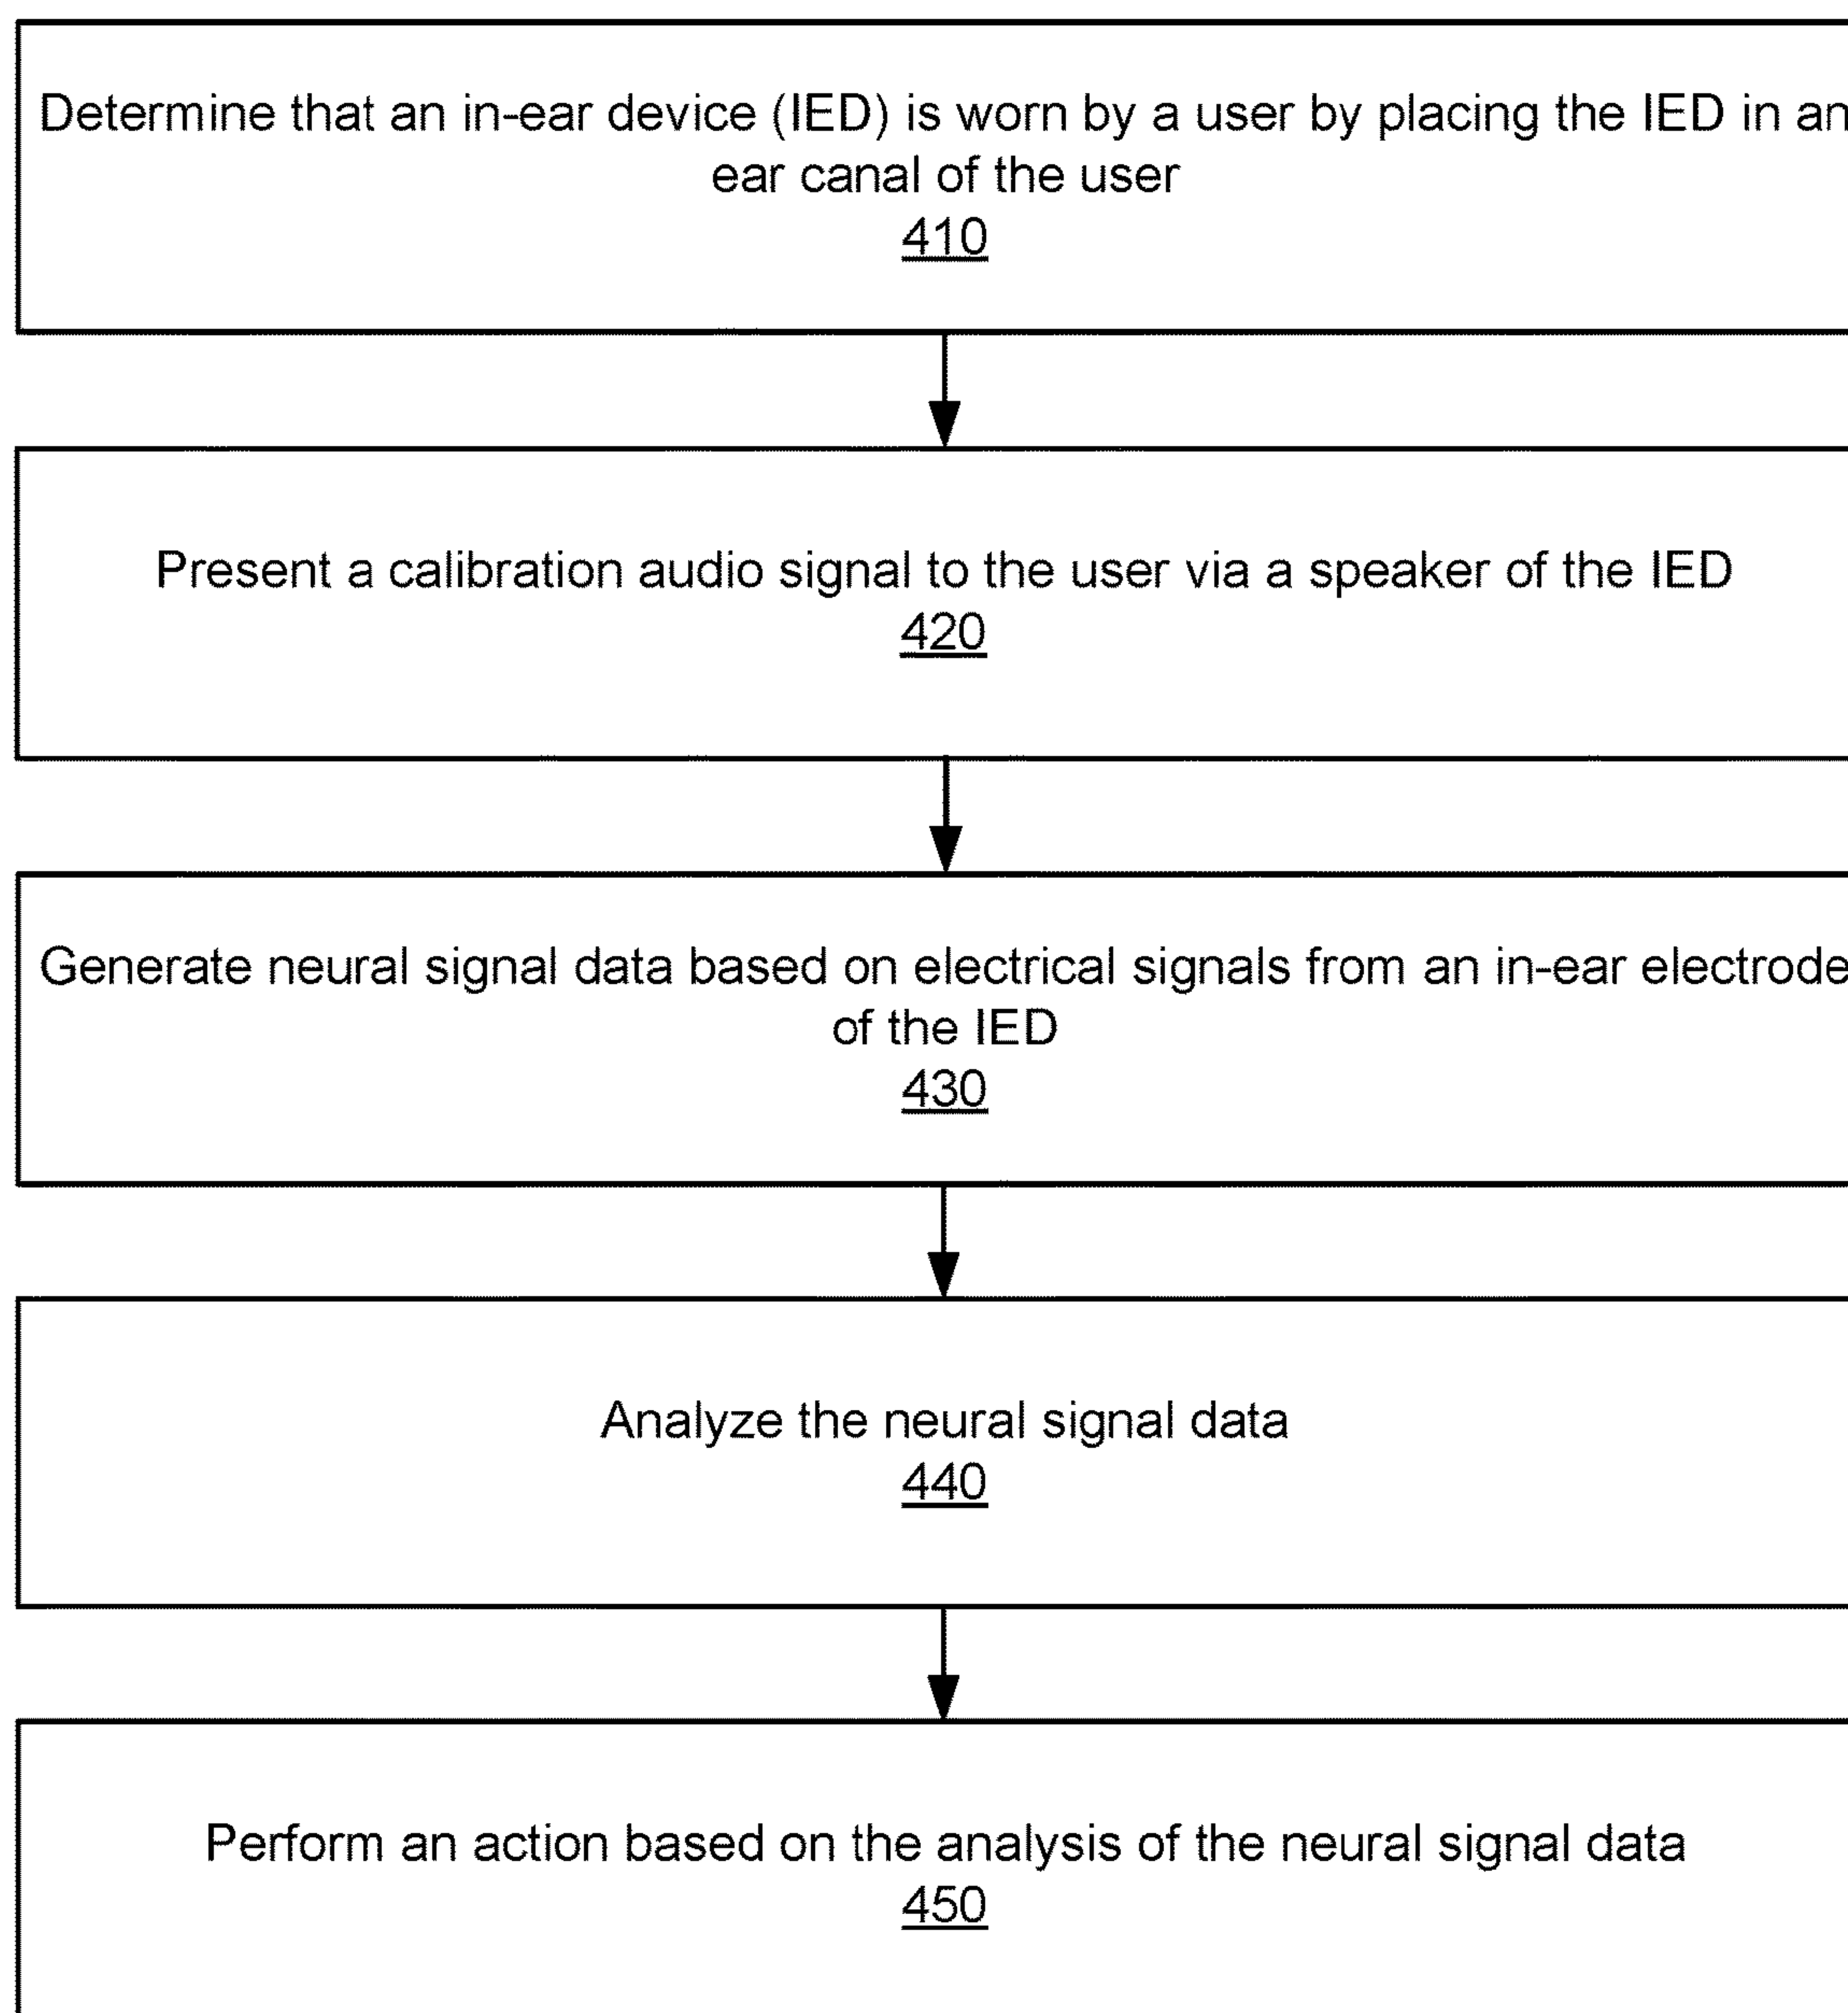 Determine that an in-ear device (IED) is worn by a user by placing the IED in an
ear canal of the user
410
Present a calibration audio signal to the user via a speaker of the IED
420
Generate neural signal data based on electrical signals from an in-ear electrode
of the IED
430
Analyze the neural signal data
440
Perform an action based on the analysis of the neural signal data
450